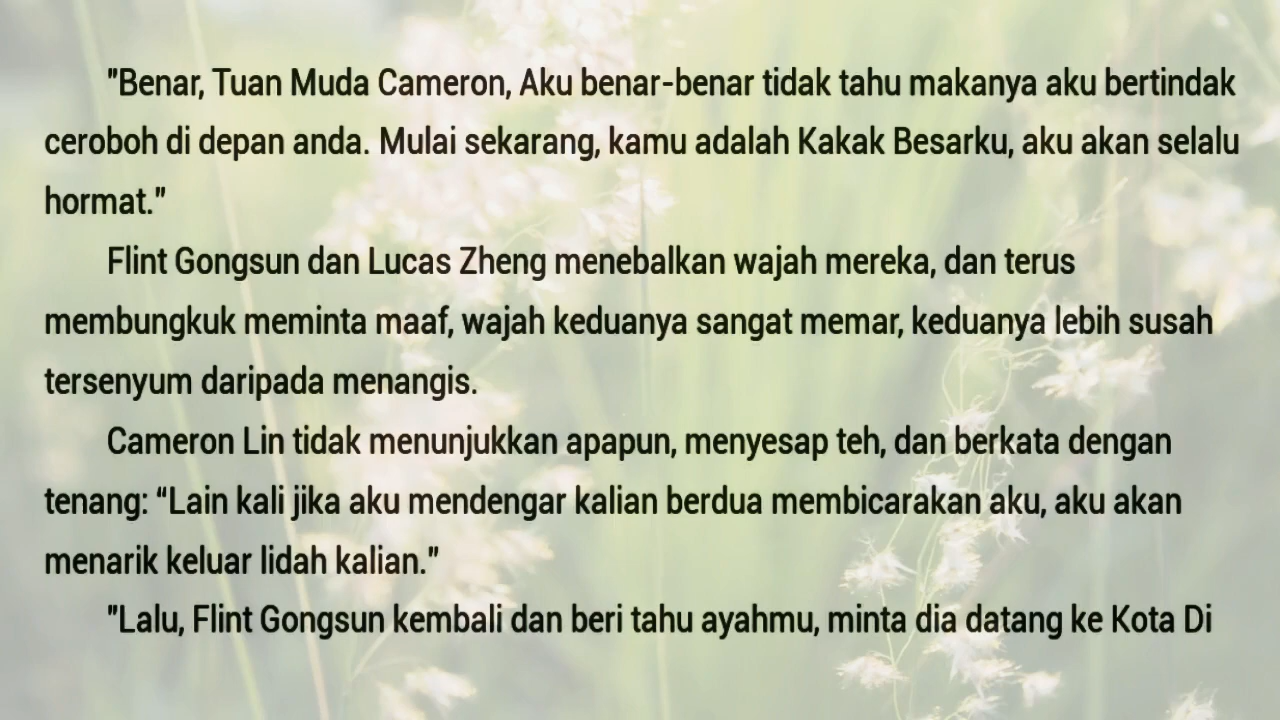 "Benar, Tuan Muda Cameron, Aku benar-benar tidak tahu makanya aku bertindak
ceroboh di depan anda. Mulai sekarang, kamu adalah Kakak Besarku, aku akan selalu
hormat.”
Flint Gongsun dan Lucas Zheng menebalkan wajah mereka, dan terus
membungkuk meminta maaf, wajah keduanya sangat memar, keduanya lebih susah
tersenyum daripada menangis.
Cameron Lin tidak menunjukkan apapun, menyesap teh, dan berkata dengan
tenang: “Lain kali jika aku mendengar kalian berdua membicarakan aku, aku akan
menarik keluar lidah kalian.”
"Lalu, Flint Gongsun kembali dan beri tahu ayahmu, minta dia datang ke Kota Di